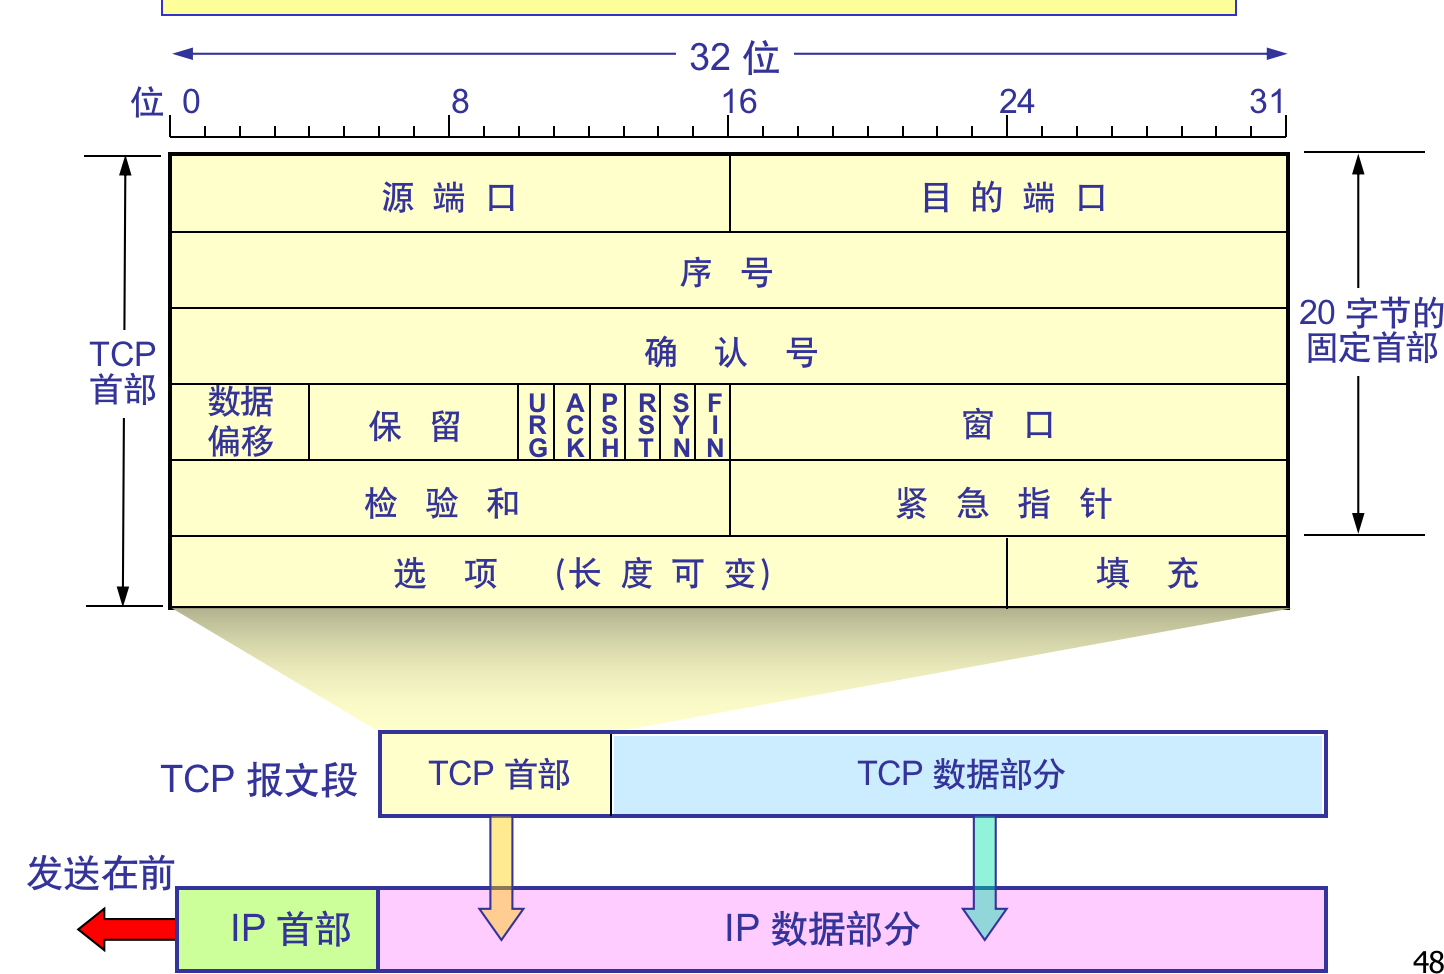 32 位
位 0 8 16 24 31
源 端 口 目 的 端 口
序 号
确 认 号
TCP
首部
20 字节的
固定首部
数据
偏移
保 留
URG
ACK
PSH
RST
SYN
FIN
窗 口
检 验 和 紧 急 指 针
选 项 (长 度 可 变) 填 充
TCP 报文段 TCP 首部 TCP 数据部分
发送在前
IP 首部 IP 数据部分
48